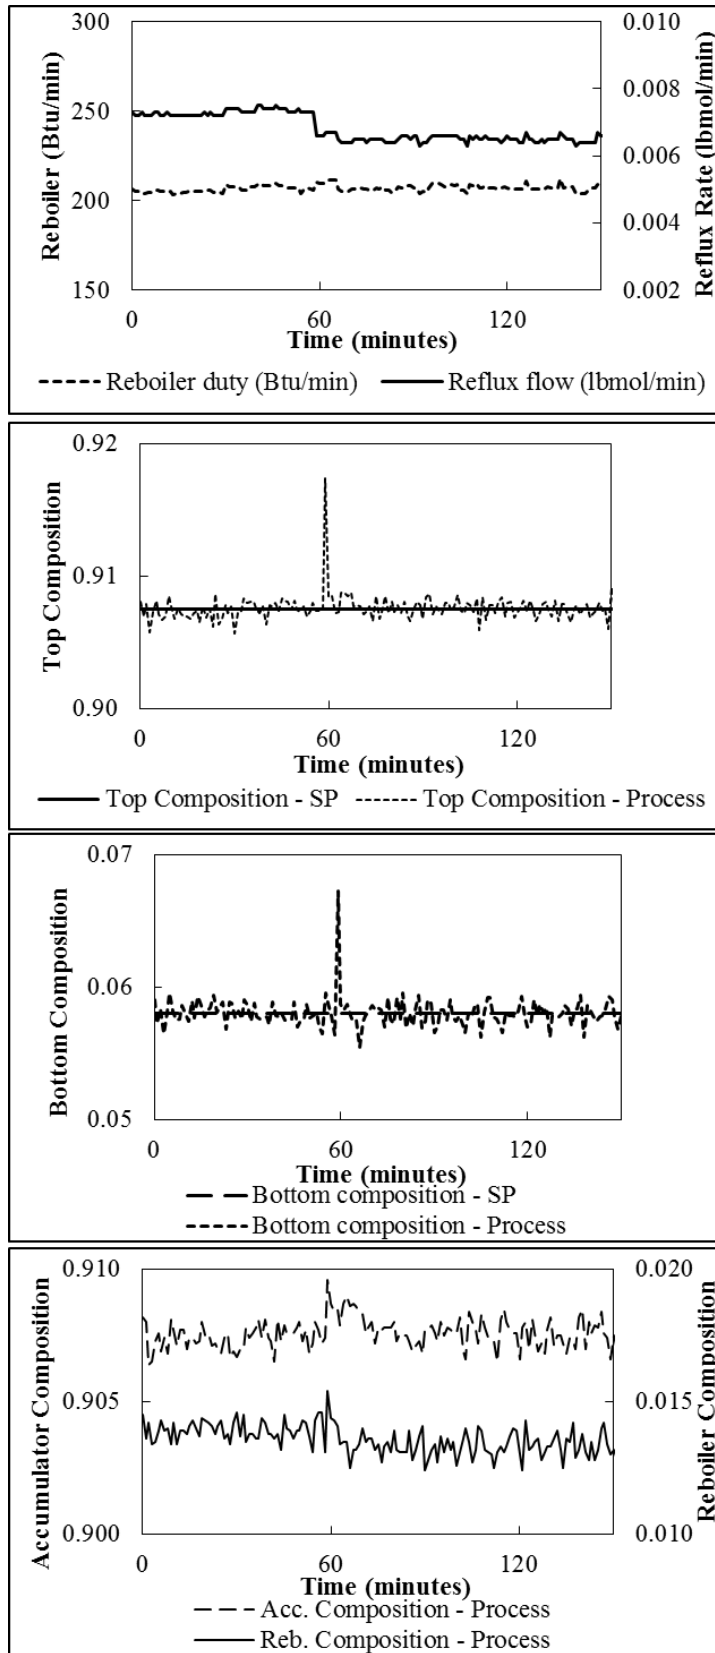 300
250
200
150
Reboiler (Btu/min)
0.010
0.008
0.006
0.004
0.002
Reflux Rate (lbmol/min)
0 60 120
Time (minutes)
Reboiler duty (Btu/min) Reflux flow (lbmol/min)
0.92
0.91
0.90
Top Composition
0 60 120
Time (minutes)
Top Composition - SP Top Composition - Process
0.07
0.06
0.05
Bottom Composition
0 60 120
Time (minutes)
Bottom composition - SP
Bottom composition - Process
0.910
0.905
0.900
Accumulator Composition
0.020
0.015
0.010
Reboiler Composition
0 60 120
Time (minutes)
Acc. Composition - Process
Reb. Composition - Process